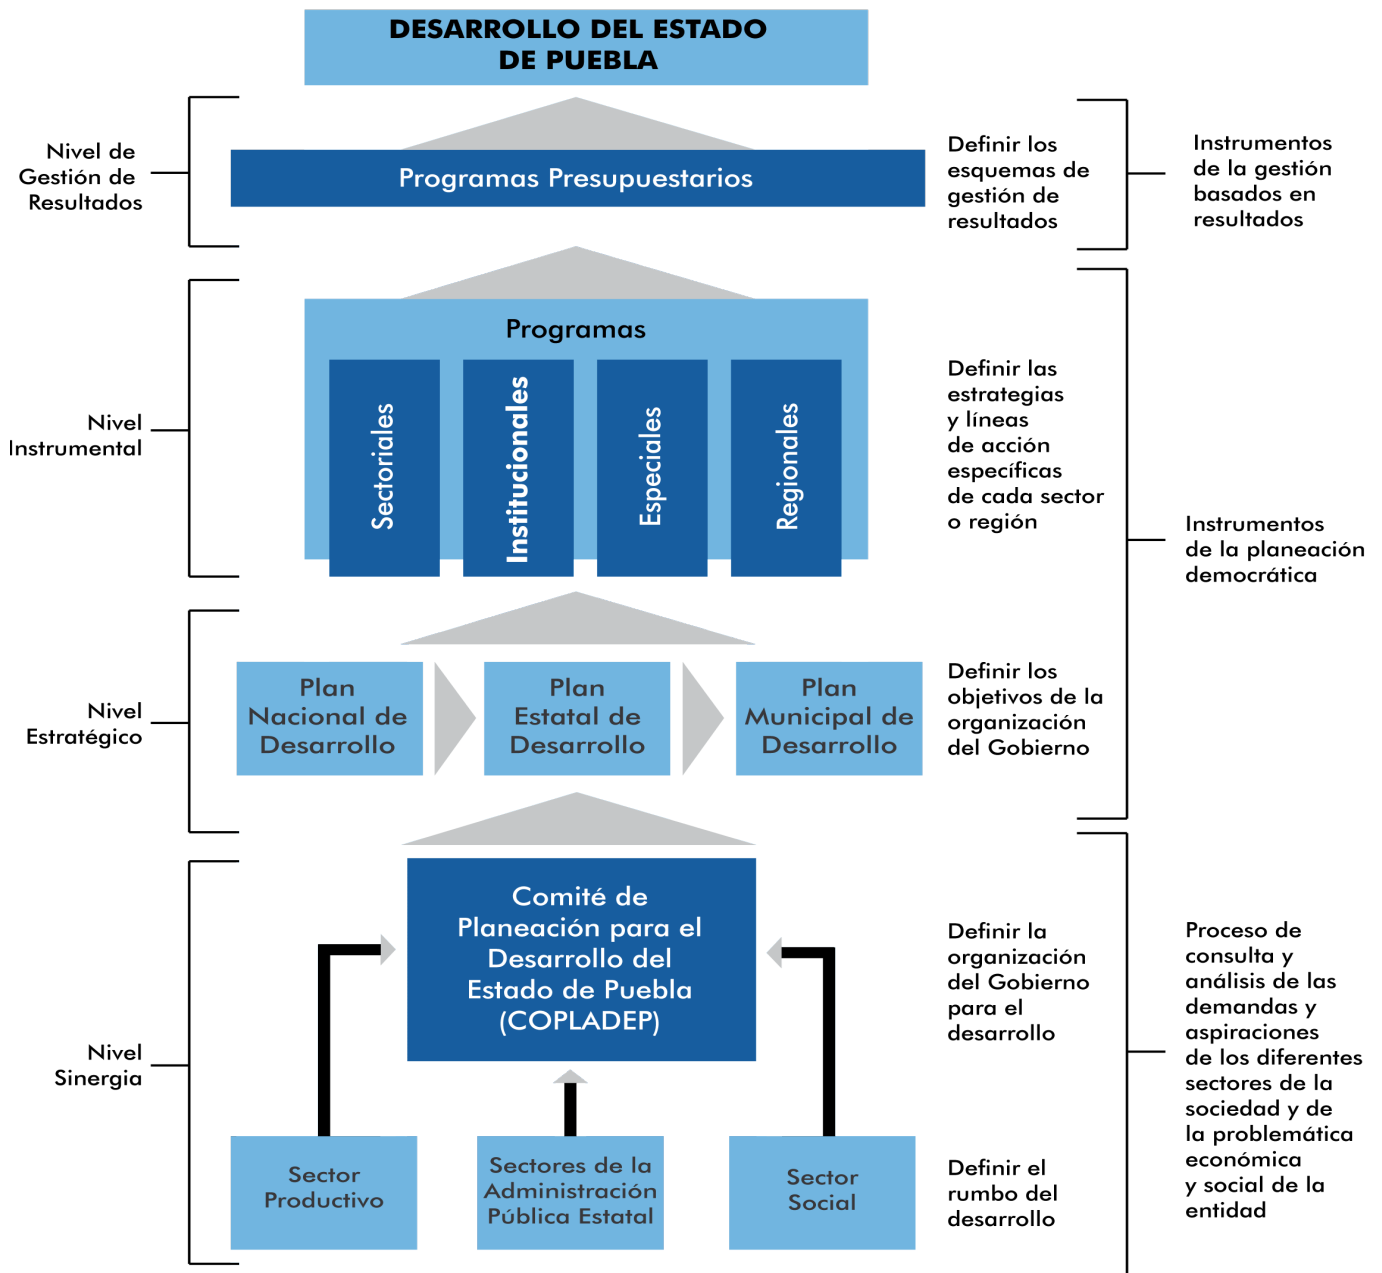 DESARROLLO DEL ESTADO
DE PUEBLA
Nivel de
Gestión de
Resultados
Programas Presupuestarios
Definir los
esquemas de
gestión de
resultados
Instrumentos
de la gestión
basados en
resultados
Nivel
Instrumental
Programas
Sectoriales
Institucionales
Especiales
Regionales
Definir las
estrategias
y líneas
de acción
específicas
de cada sector
o región
Instrumentos
de la planeación
democrática
Nivel
Estratégico
Plan
Nacional de
Desarrollo
Plan
Estatal de
Desarrollo
Plan
Municipal de
Desarrollo
Definir los
objetivos de la
organización
del Gobierno
Nivel
Sinergia
Comité de
Planeación para el
Desarrollo del
Estado de Puebla
(COPLADEP)
Definir la
organización
del Gobierno
para el
desarrollo
Sector
Productivo
Sectores de la
Administración
Pública Estatal
Sector
Social
Definir el
rumbo del
desarrollo
Proceso de
consulta y
análisis de las
demandas y
aspiraciones
de los diferentes
sectores de la
sociedad y de
la problemática
económica
y social de la
entidad